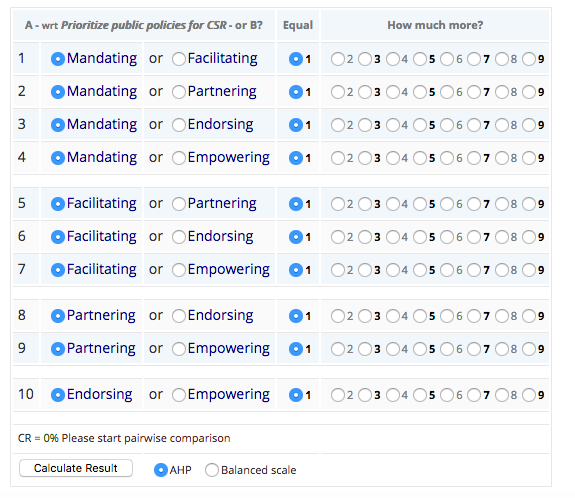 A - wrt Prioritize public policies for CSR - or B? Equal How much more?
1 Mandating or Facilitating 1 2 3 4 5 6 7 8 9
2 Mandating or Partnering 1 2 3 4 5 6 7 8 9
3 Mandating or Endorsing 1 2 3 4 5 6 7 8 9
4 Mandating or Empowering 1 2 3 4 5 6 7 8 9
5 Facilitating or Partnering 1 2 3 4 5 6 7 8 9
6 Facilitating or Endorsing 1 2 3 4 5 6 7 8 9
7 Facilitating or Empowering 1 2 3 4 5 6 7 8 9
8 Partnering or Endorsing 1 2 3 4 5 6 7 8 9
9 Partnering or Empowering 1 2 3 4 5 6 7 8 9
10 Endorsing or Empowering 1 2 3 4 5 6 7 8 9
CR = 0% Please start pairwise comparison
Calculate Result AHP Balanced scale